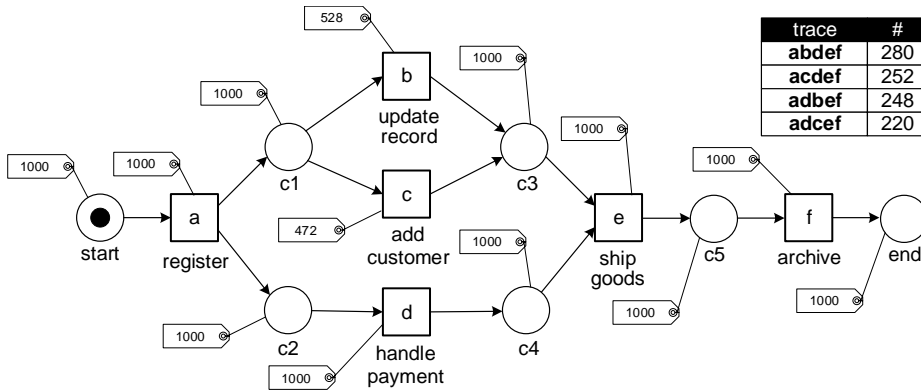 528
trace #
abdef 280
acdef 252
adbef 248
adcef 220
1000
b
1000
update
record
1000
1000
1000
1000
c1
c3
start
a
register
c
472
add
customer
1000
e
ship
goods
c5
f
archive
end
1000
c2
d
c4
1000
1000
1000
handle
payment